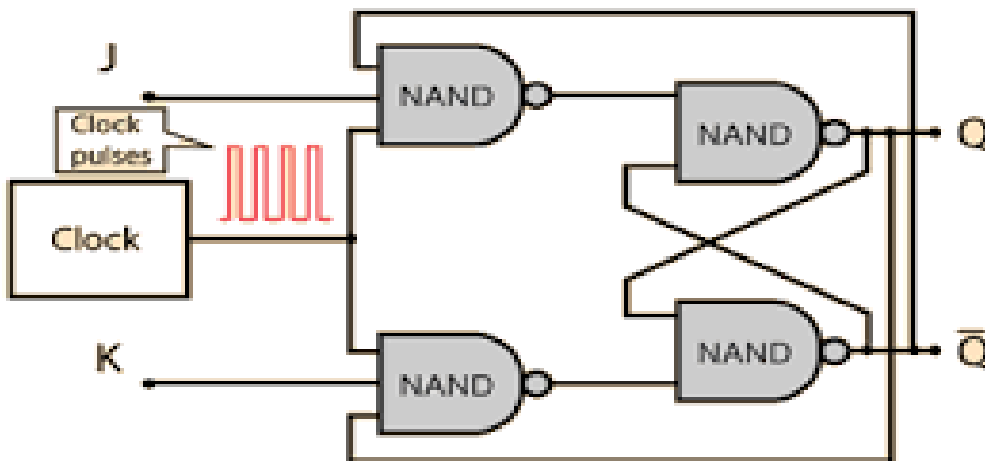 J
NAND
NAND
Q
Clock
pulses
Clock
K
NAND
NAND
Q̅